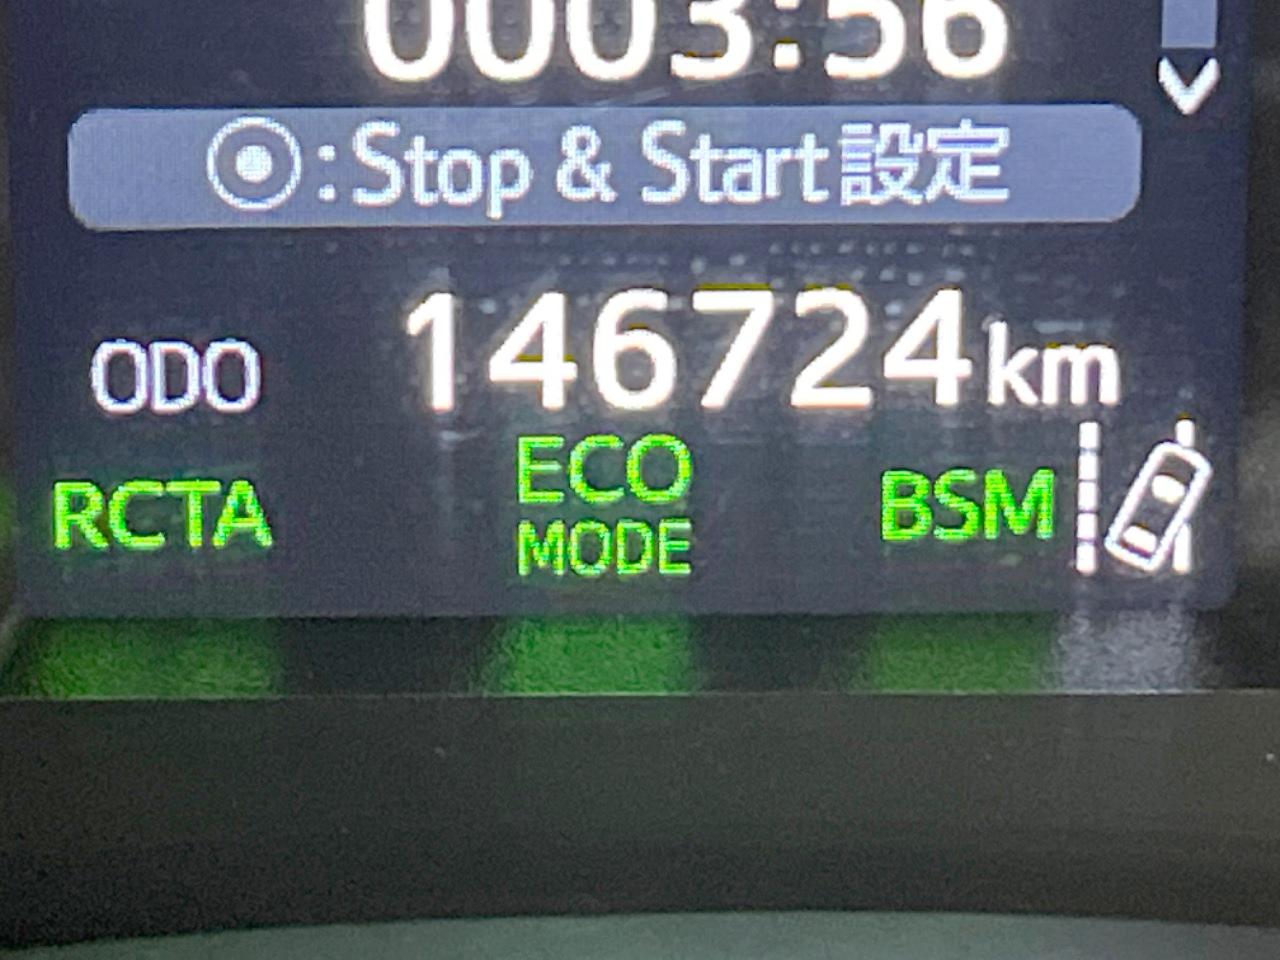 0003:56
⦿:Stop & Start設定
ODO 146724km
RCTA ECO MODE BSM